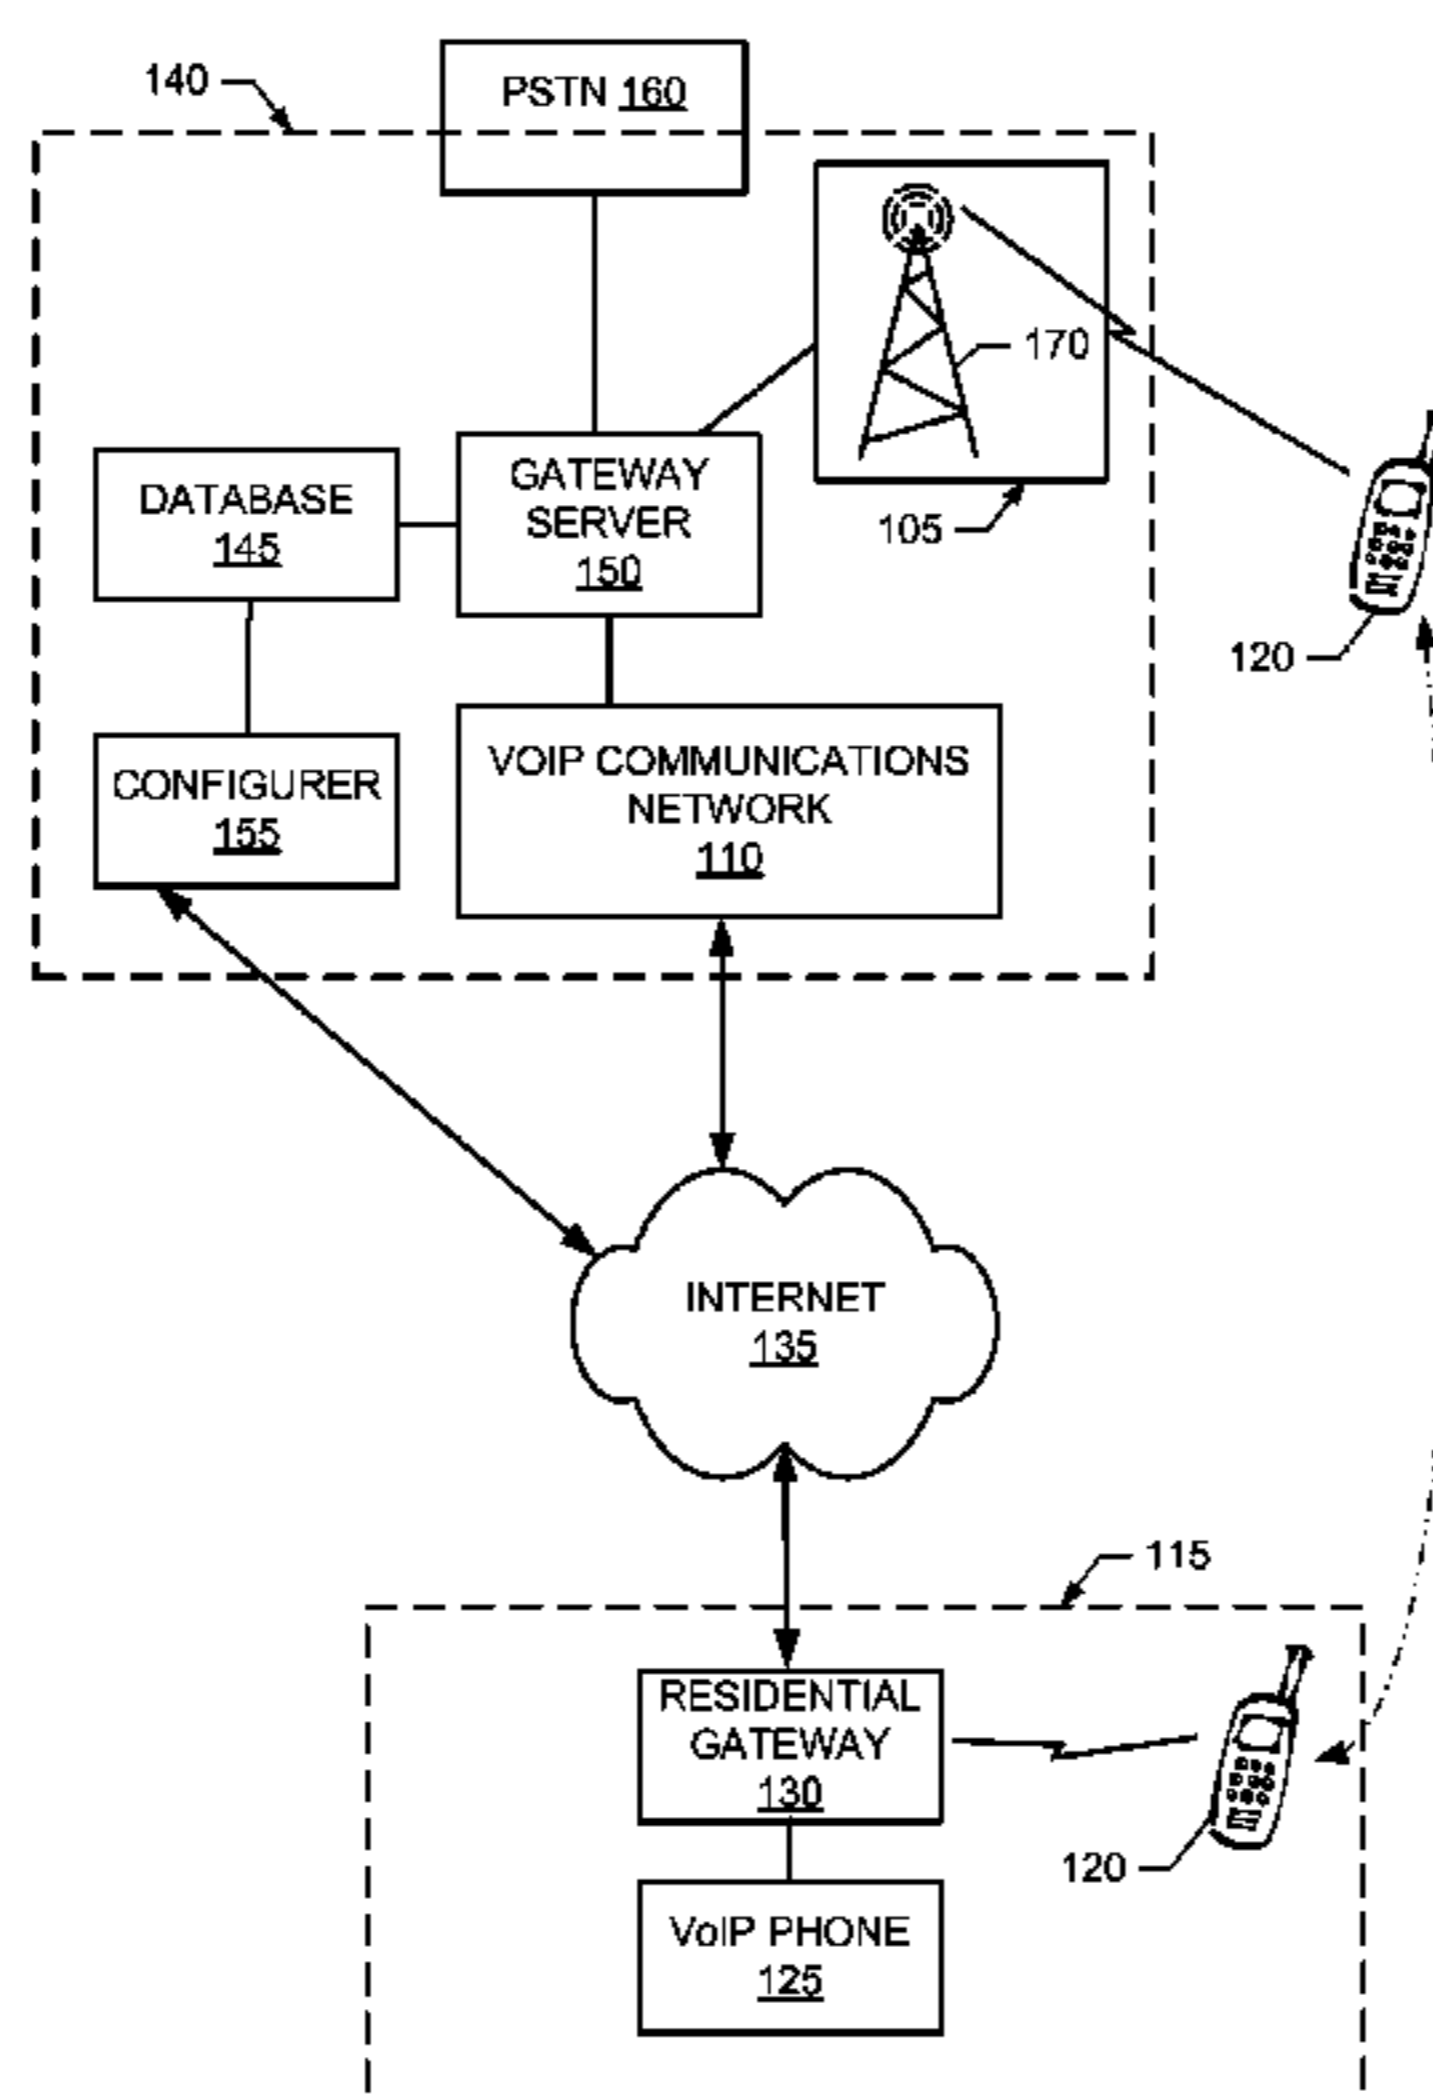 140
PSTN 160
170
DATABASE
145
GATEWAY
SERVER
150
105
120
CONFIGURER
155
VOIP COMMUNICATIONS
NETWORK
110
INTERNET
135
115
RESIDENTIAL
GATEWAY
130
120
VoIP PHONE
125